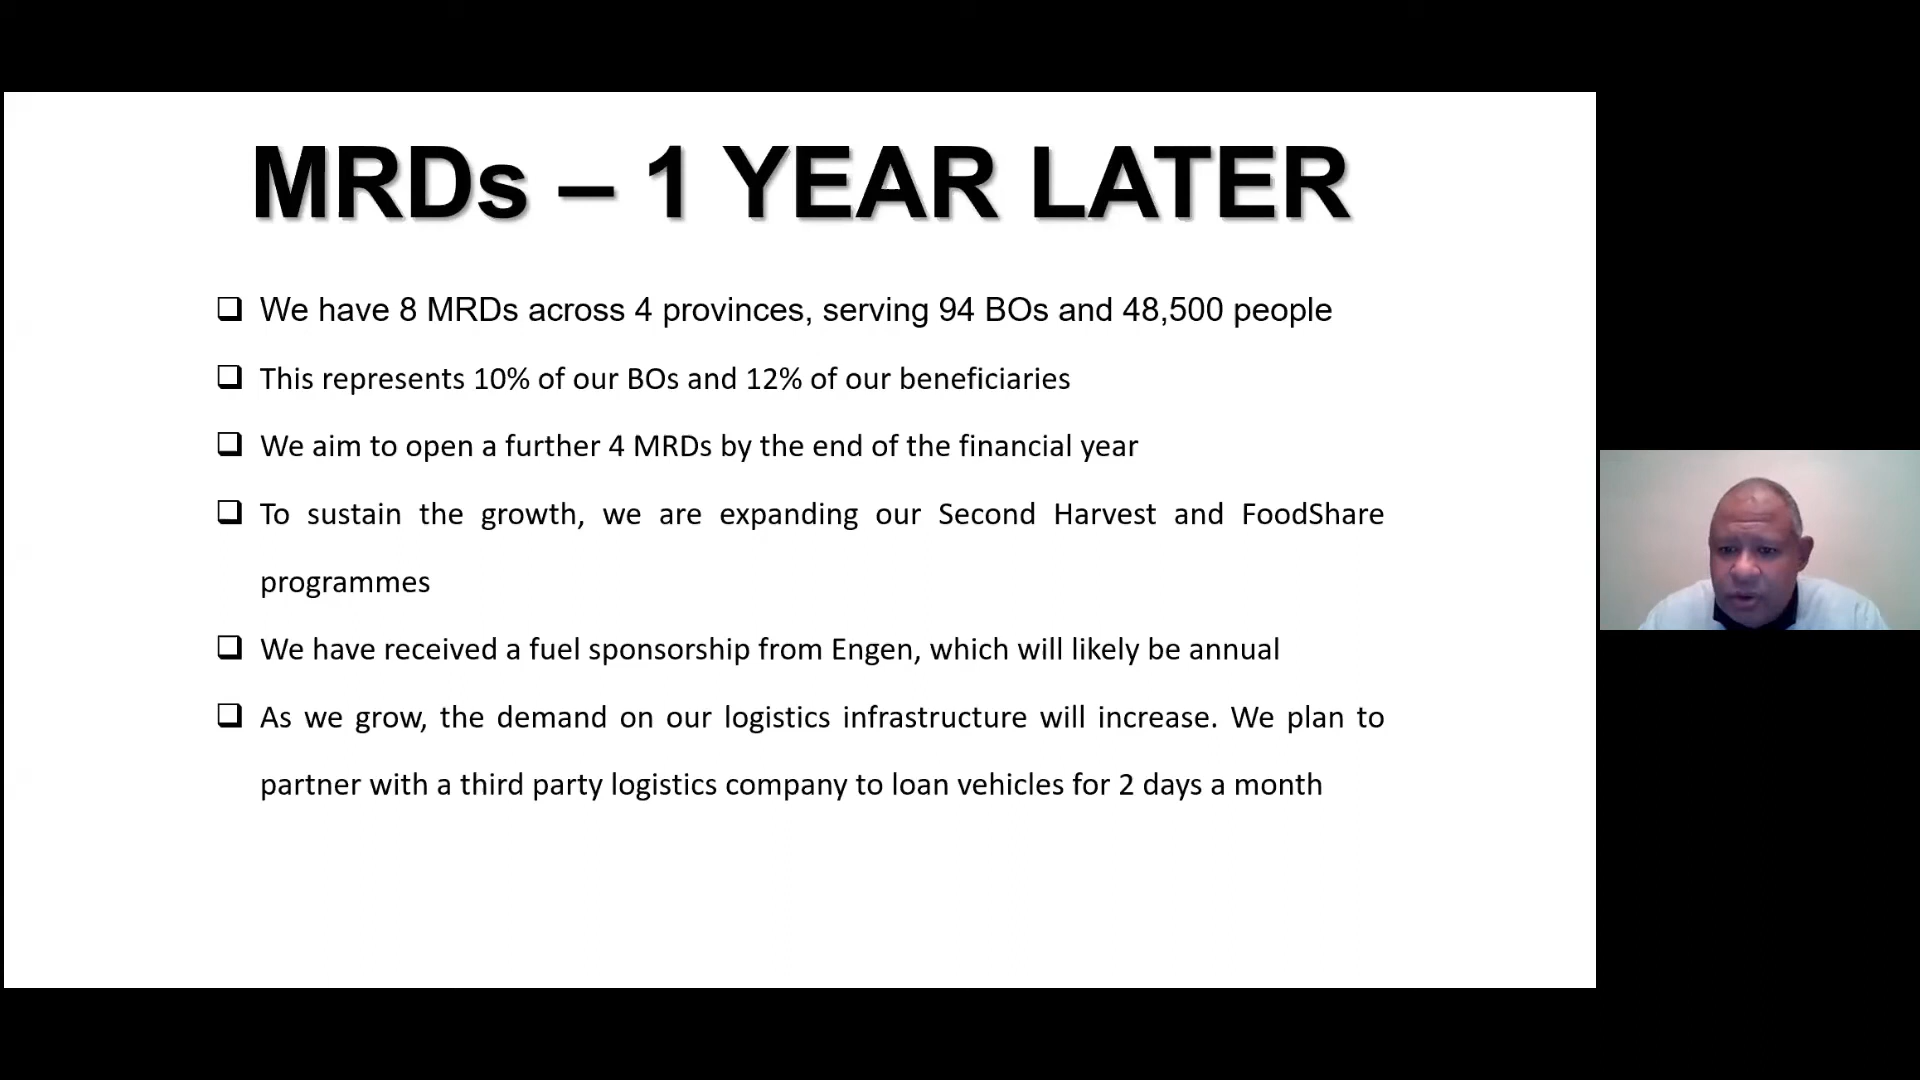 MRDs – 1 YEAR LATER
We have 8 MRDs across 4 provinces, serving 94 BOs and 48,500 people
This represents 10% of our BOs and 12% of our beneficiaries
We aim to open a further 4 MRDs by the end of the financial year
To sustain the growth, we are expanding our Second Harvest and FoodShare
programmes
We have received a fuel sponsorship from Engen, which will likely be annual
As we grow, the demand on our logistics infrastructure will increase. We plan to
partner with a third party logistics company to loan vehicles for 2 days a month